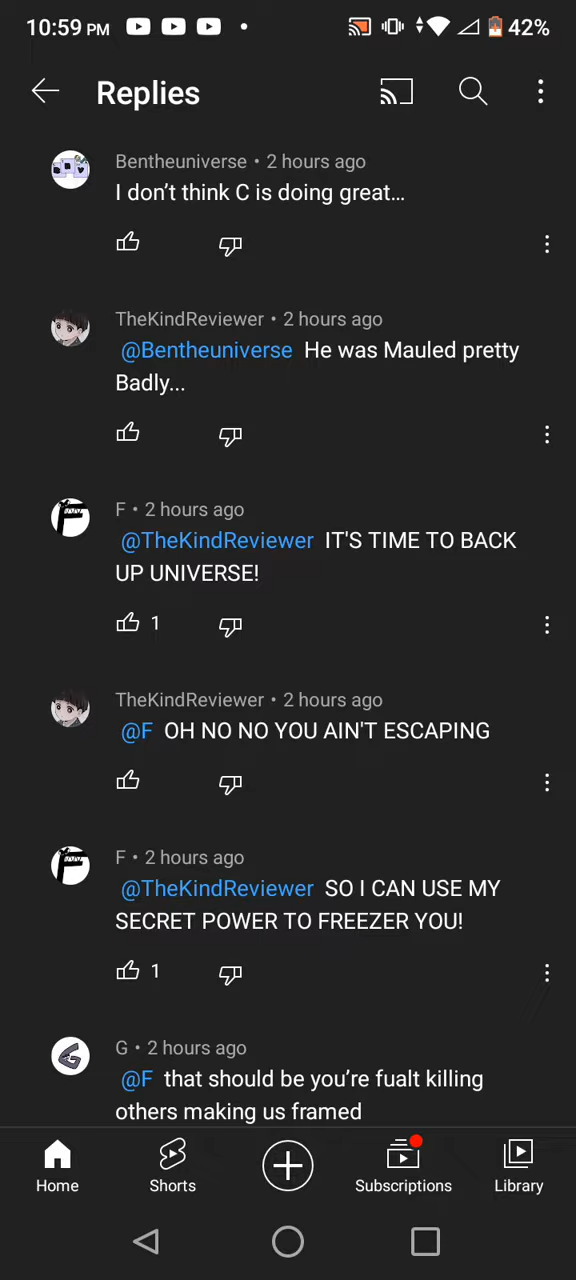 10:59 PM 42%
Replies
Bentheuniverse • 2 hours ago
I don’t think C is doing great…
TheKindReviewer • 2 hours ago
@Bentheuniverse He was Mauled pretty
Badly...
F • 2 hours ago
@TheKindReviewer IT'S TIME TO BACK
UP UNIVERSE!
1
TheKindReviewer • 2 hours ago
@F OH NO NO YOU AIN'T ESCAPING
F • 2 hours ago
@TheKindReviewer SO I CAN USE MY
SECRET POWER TO FREEZER YOU!
1
G • 2 hours ago
@F that should be you’re fualt killing
others making us framed
Home Shorts Subscriptions Library